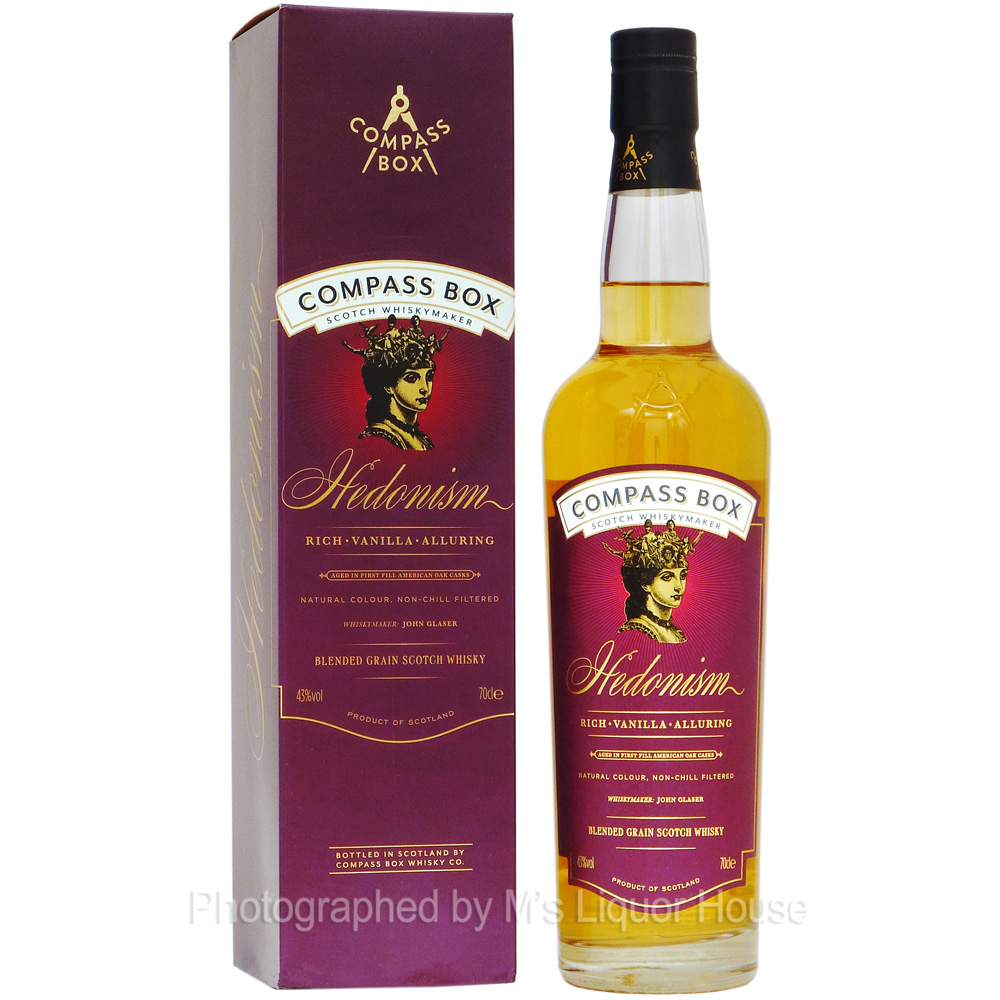 COMPASS
BOX
COMPASS BOX
SCOTCH WHISKYMAKER
Hedonism
RICH·VANILLA·ALLURING
AGED IN FIRST FILL AMERICAN OAK CASKS
NATURAL COLOUR, NON-CHILL FILTERED
WHISKYMAKER: JOHN GLASER
BLENDED GRAIN SCOTCH WHISKY
43%vol 70cl℮
PRODUCT OF SCOTLAND
BOTTLED IN SCOTLAND BY
COMPASS BOX WHISKY CO.
Hedonism
COMPASS
BOX
COMPASS BOX
SCOTCH WHISKYMAKER
Hedonism
RICH·VANILLA·ALLURING
AGED IN FIRST FILL AMERICAN OAK CASKS
NATURAL COLOUR, NON-CHILL FILTERED
WHISKYMAKER: JOHN GLASER
BLENDED GRAIN SCOTCH WHISKY
43%vol 70cl℮
PRODUCT OF SCOTLAND
Photographed by M's Liquor House